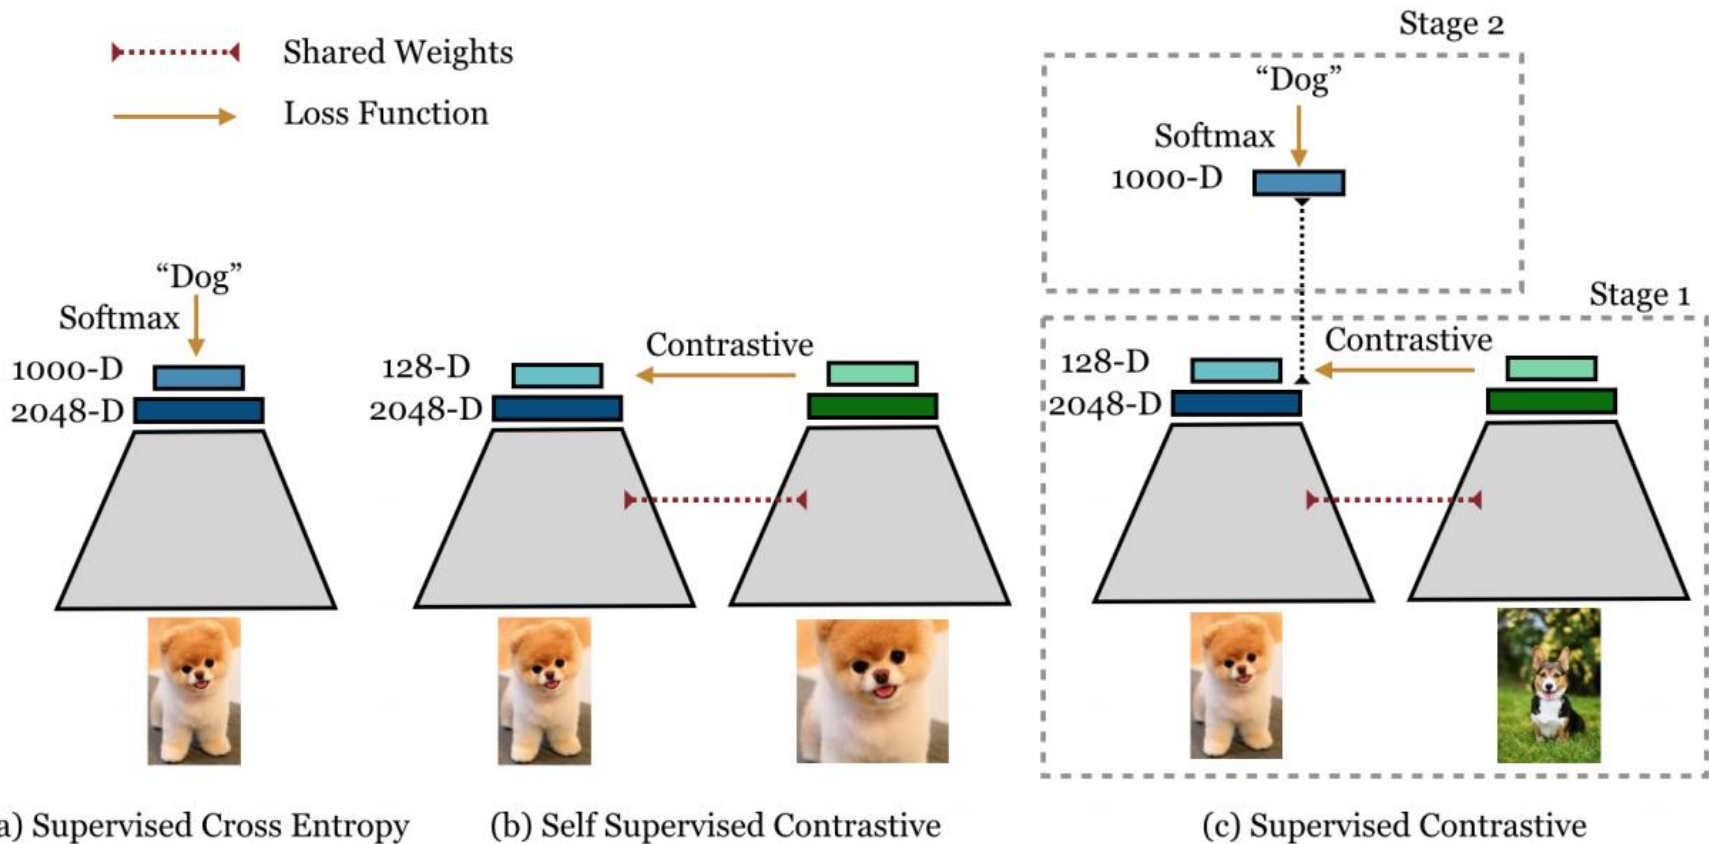 Shared Weights
Loss Function
Stage 2
“Dog”
Softmax
1000-D
Stage 1
“Dog”
Softmax
1000-D
2048-D
128-D
2048-D
Contrastive
128-D
2048-D
Contrastive
a) Supervised Cross Entropy
(b) Self Supervised Contrastive
(c) Supervised Contrastive